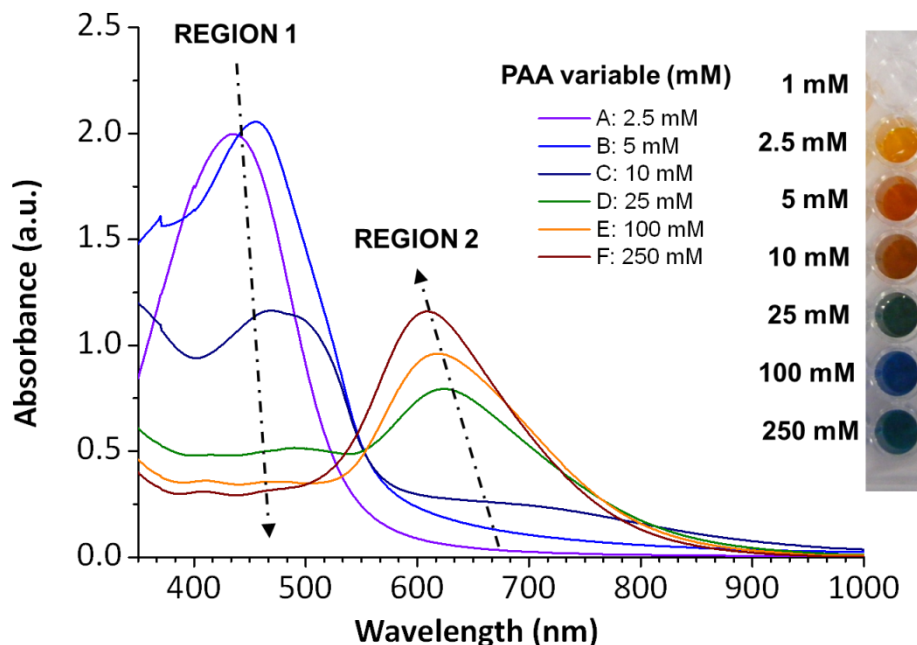 REGION 1
REGION 2
PAA variable (mM)
A: 2.5 mM
B: 5 mM
C: 10 mM
D: 25 mM
E: 100 mM
F: 250 mM
1 mM
2.5 mM
5 mM
10 mM
25 mM
100 mM
250 mM
Absorbance (a.u.)
2.5
2.0
1.5
1.0
0.5
0.0
400 500 600 700 800 900 1000
Wavelength (nm)